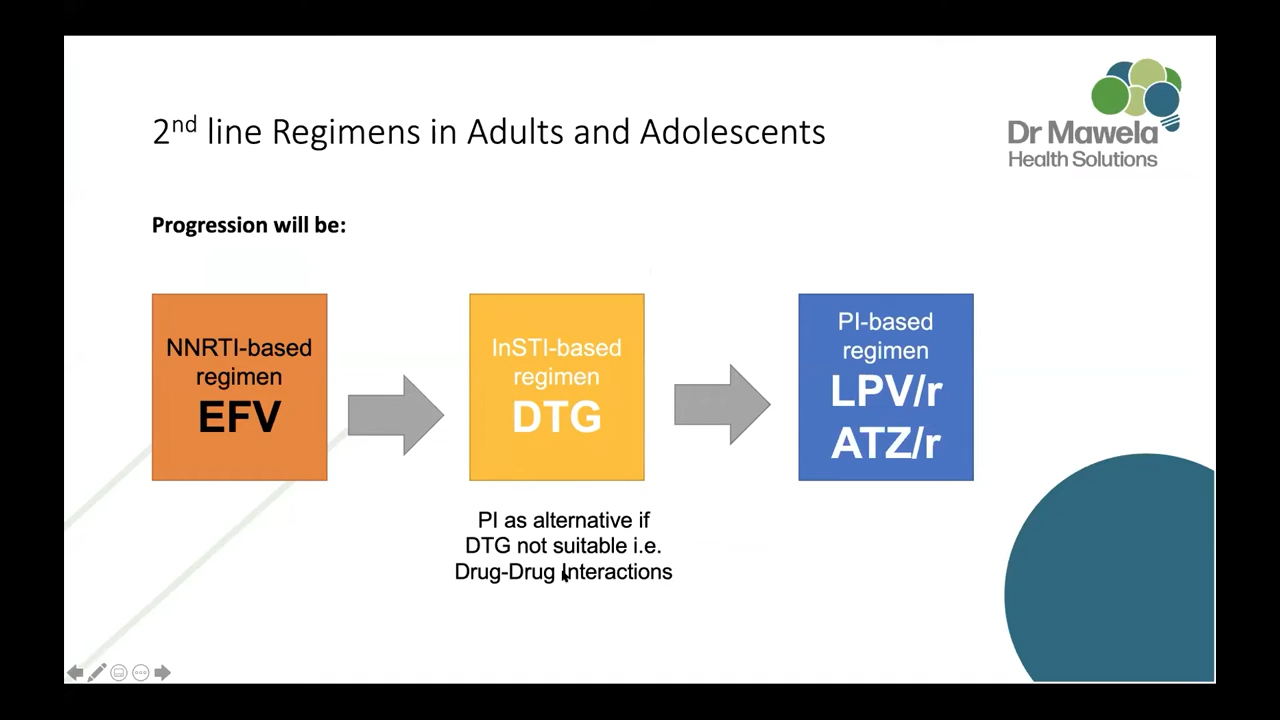 2nd line Regimens in Adults and Adolescents
Dr Mawela
Health Solutions
Progression will be:
NNRTI-based
regimen
EFV
InSTI-based
regimen
DTG
PI-based
regimen
LPV/r
ATZ/r
PI as alternative if
DTG not suitable i.e.
Drug-Drug Interactions